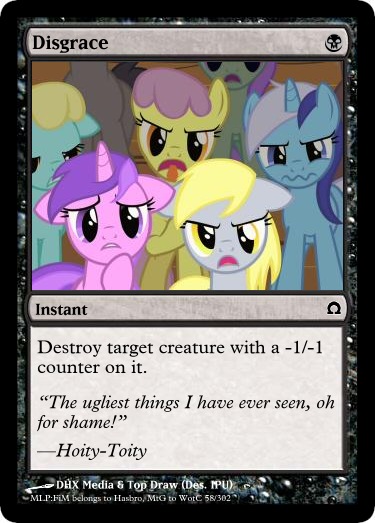 Disgrace
Instant
Destroy target creature with a -1/-1
counter on it.
“The ugliest things I have ever seen, oh
for shame!”
—Hoity-Toity
DHX Media & Top Draw (Des. IPU)
MLP:FiM belongs to Hasbro, MtG to WotC 58/302